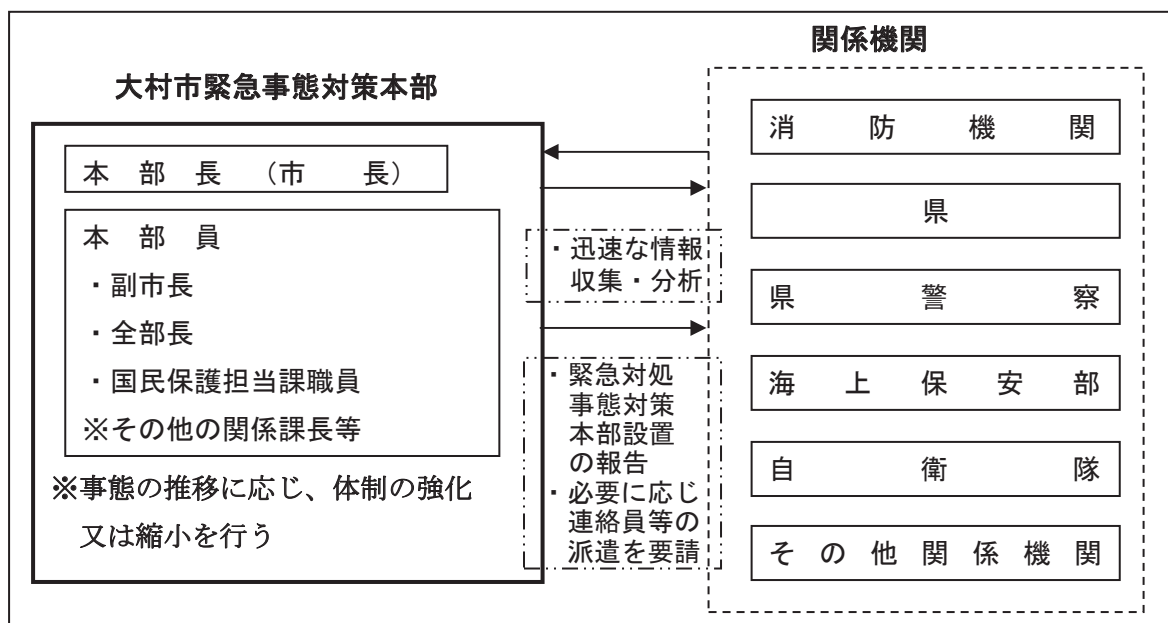 大村市緊急事態対策本部
本部長（市長）
本部員
・副市長
・全部長
・国民保護担当課職員
※その他の関係課長等
※事態の推移に応じ、体制の強化
又は縮小を行う
・迅速な情報
収集・分析
・緊急対処
事態対策
本部設置
の報告
・必要に応じ
連絡員等の
派遣を要請
関係機関
消防機関
県
県警察
海上保安部
自衛隊
その他関係機関